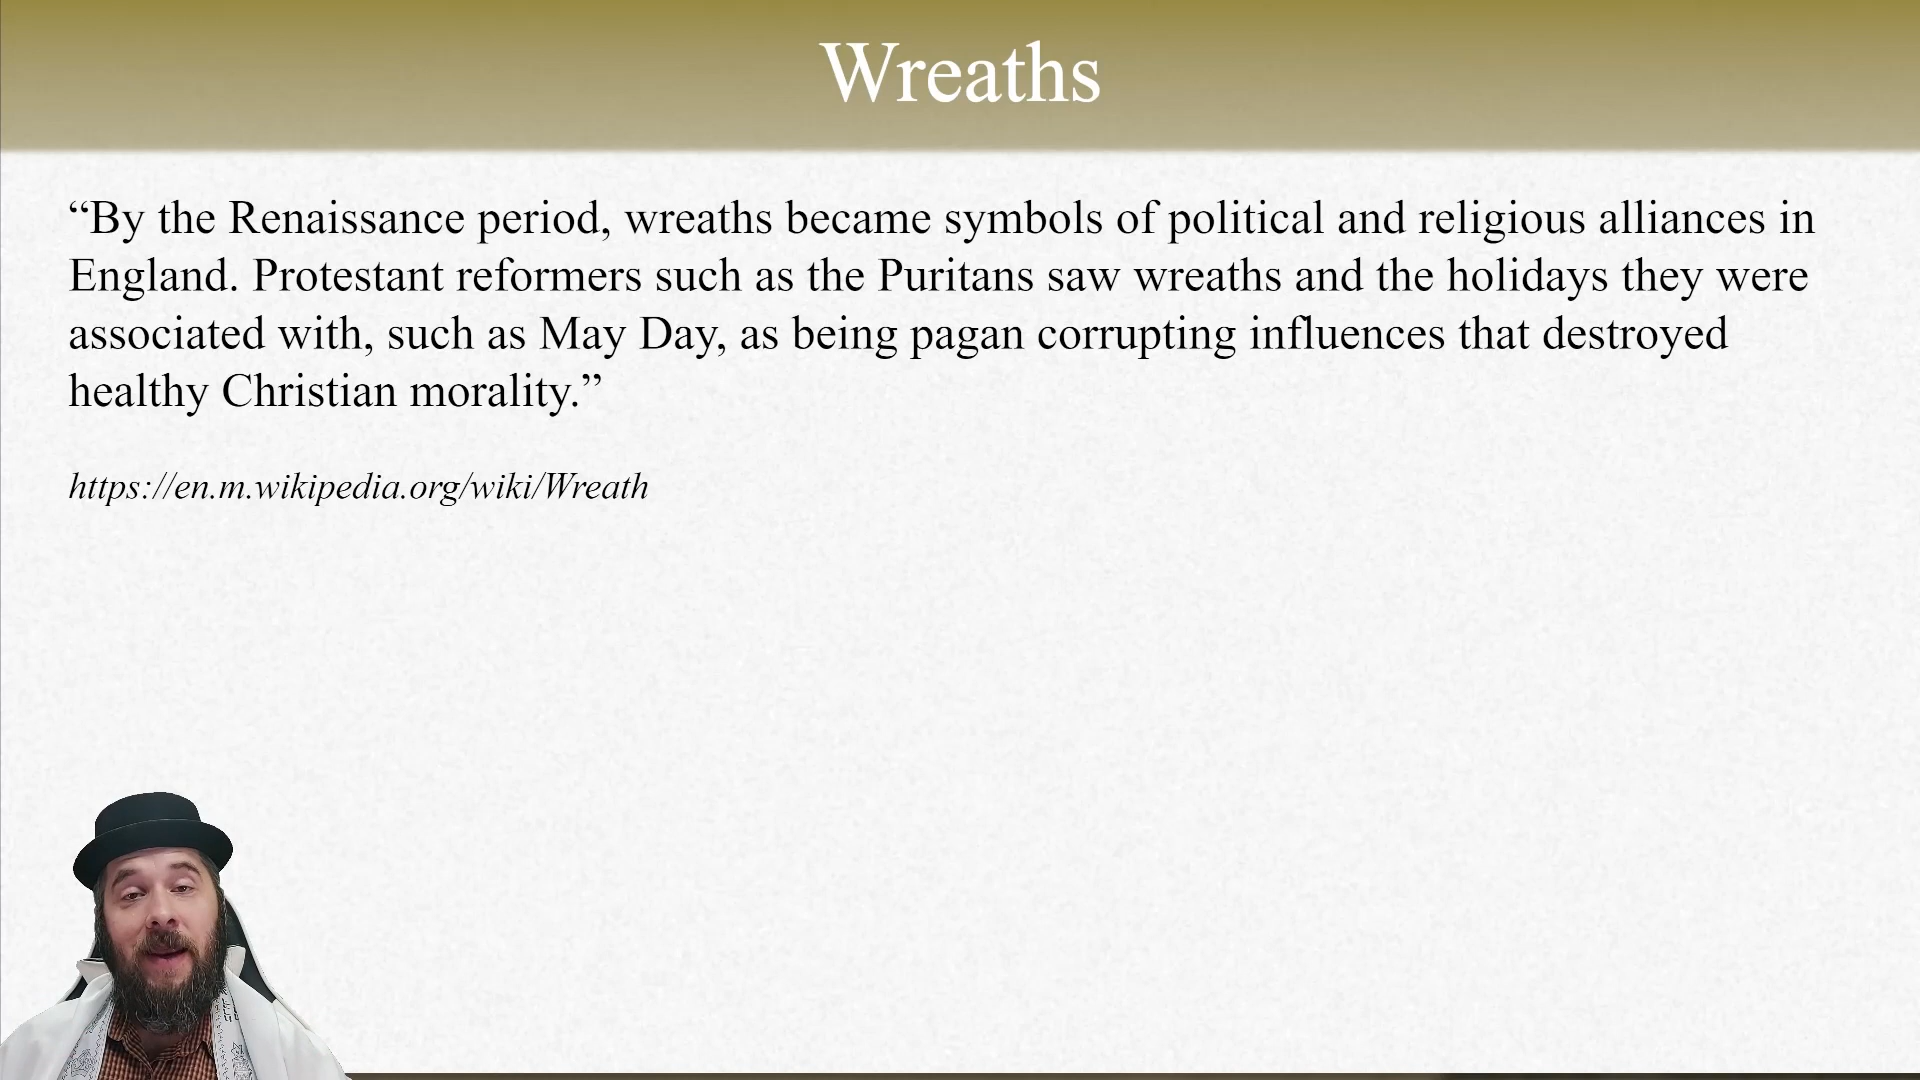 Wreaths
“By the Renaissance period, wreaths became symbols of political and religious alliances in
England. Protestant reformers such as the Puritans saw wreaths and the holidays they were
associated with, such as May Day, as being pagan corrupting influences that destroyed
healthy Christian morality.”
https://en.m.wikipedia.org/wiki/Wreath